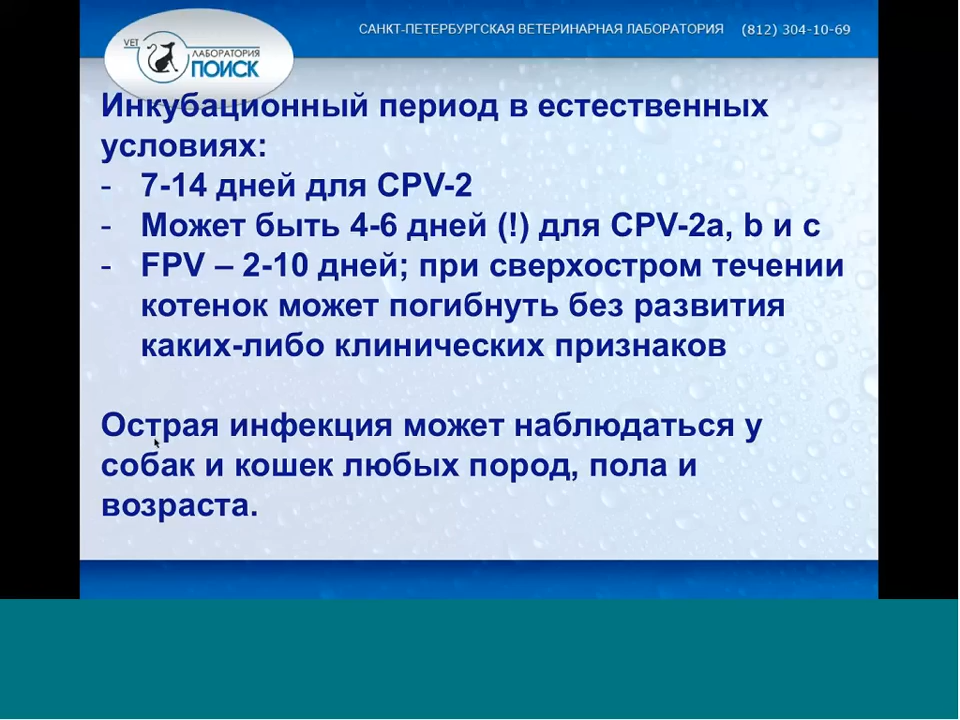 САНКТ-ПЕТЕРБУРГСКАЯ ВЕТЕРИНАРНАЯ ЛАБОРАТОРИЯ (812) 304-10-69
VET ЛАБОРАТОРИЯ
ПОИСК
Инкубационный период в естественных
условиях:
- 7-14 дней для CPV-2
- Может быть 4-6 дней (!) для CPV-2a, b и c
- FPV – 2-10 дней; при сверхостром течении
котенок может погибнуть без развития
каких-либо клинических признаков
Острая инфекция может наблюдаться у
собак и кошек любых пород, пола и
возраста.